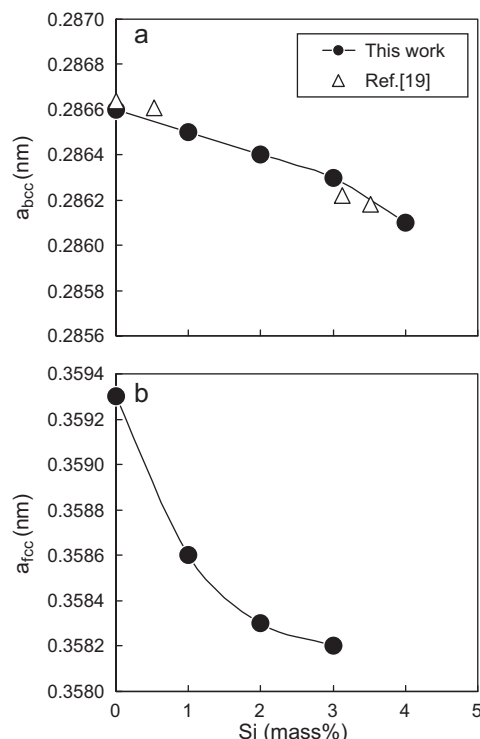 0.2870
a
This work
Ref.[19]
0.2868
0.2866
0.2864
0.2862
0.2860
0.2858
0.2856
a_bcc (nm)
0.3594
b
0.3592
0.3590
0.3588
0.3586
0.3584
0.3582
0.3580
a_fcc (nm)
0 1 2 3 4 5
Si (mass%)